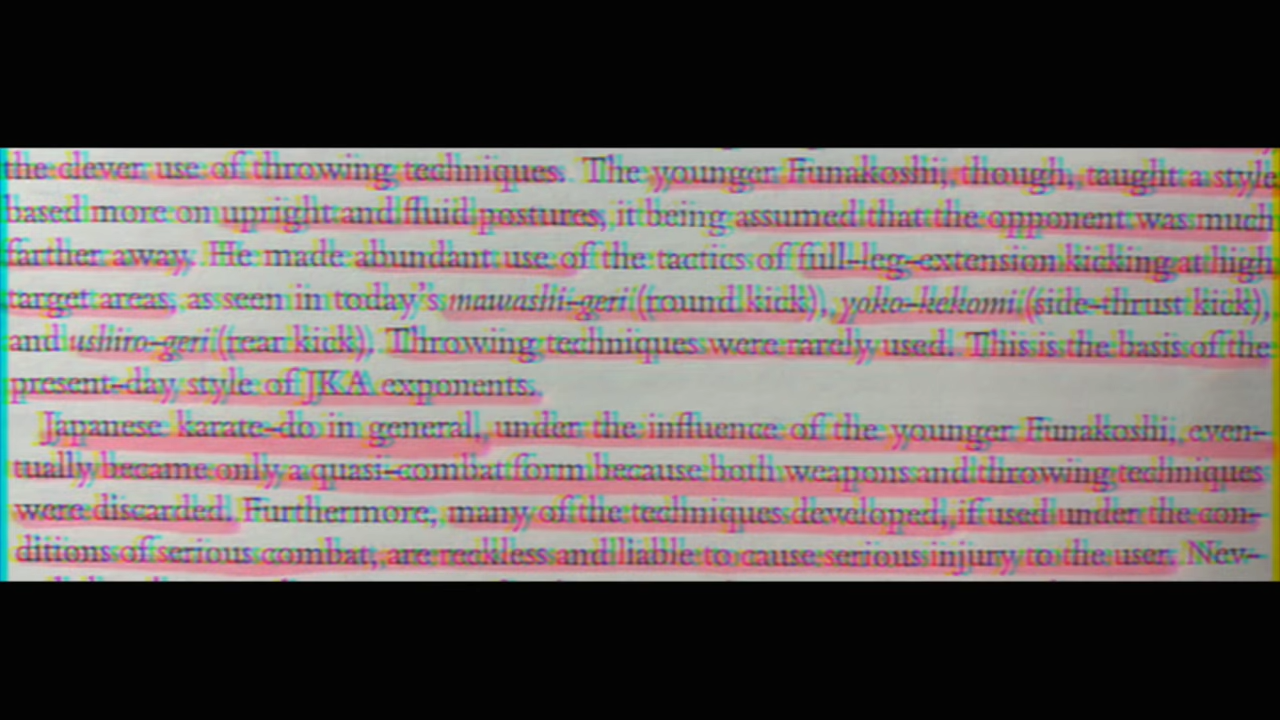 the clever use of throwing techniques. The younger Funakoshi, though, taught a style
based more on upright and fluid postures, it being assumed that the opponent was much
farther away. He made abundant use of the tactics of full-leg-extension kicking at high
target areas, as seen in today's mawashi-geri (round kick), yoko-kekomi (side-thrust kick),
and ushiro-geri (rear kick). Throwing techniques were rarely used. This is the basis of the
present-day style of JKA exponents.
Japanese karate-do in general, under the influence of the younger Funakoshi, even-
tually became only a quasi-combat form because both weapons and throwing techniques
were discarded. Furthermore, many of the techniques developed, if used under the con-
ditions of serious combat, are reckless and liable to cause serious injury to the user. Nev-